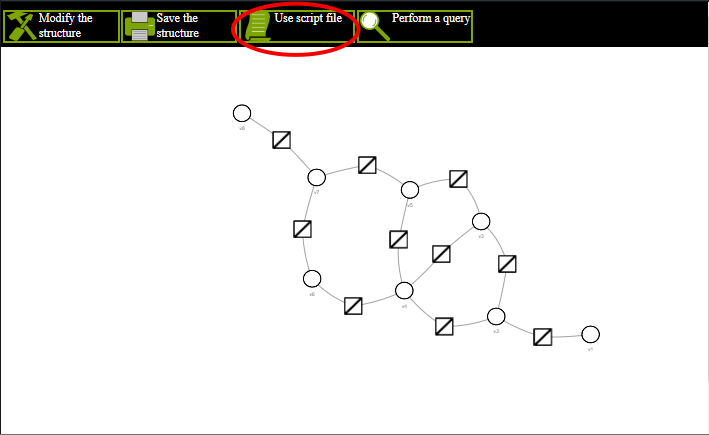 Modify the
structure
Save the
structure
Use script file
Perform a query
v8
v7
v5
v3
v6
v4
v2
v1